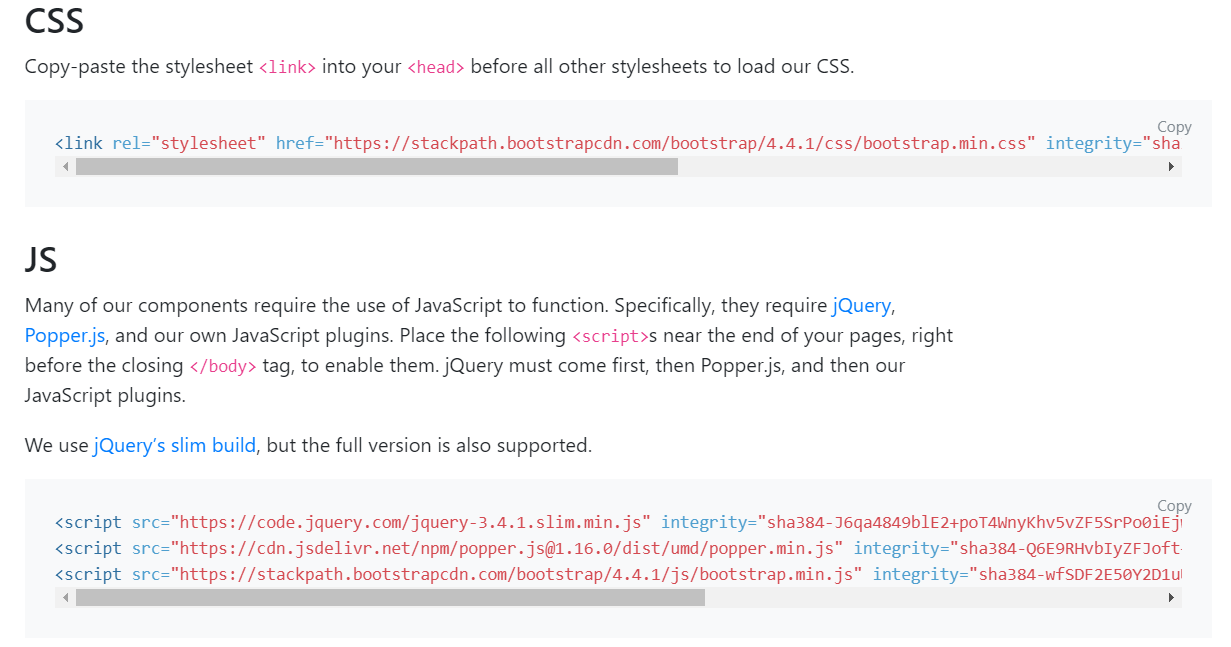 CSS
Copy-paste the stylesheet <link> into your <head> before all other stylesheets to load our CSS.
Copy
<link rel="stylesheet" href="https://stackpath.bootstrapcdn.com/bootstrap/4.4.1/css/bootstrap.min.css" integrity="sha
JS
Many of our components require the use of JavaScript to function. Specifically, they require jQuery,
Popper.js, and our own JavaScript plugins. Place the following <script>s near the end of your pages, right
before the closing </body> tag, to enable them. jQuery must come first, then Popper.js, and then our
JavaScript plugins.
We use jQuery’s slim build, but the full version is also supported.
Copy
<script src="https://code.jquery.com/jquery-3.4.1.slim.min.js" integrity="sha384-J6qa4849blE2+poT4WnyKhv5vZF5SrPo0iEj
<script src="https://cdn.jsdelivr.net/npm/popper.js@1.16.0/dist/umd/popper.min.js" integrity="sha384-Q6E9RHvbIyZFJoft
<script src="https://stackpath.bootstrapcdn.com/bootstrap/4.4.1/js/bootstrap.min.js" integrity="sha384-wfSDF2E50Y2D1u